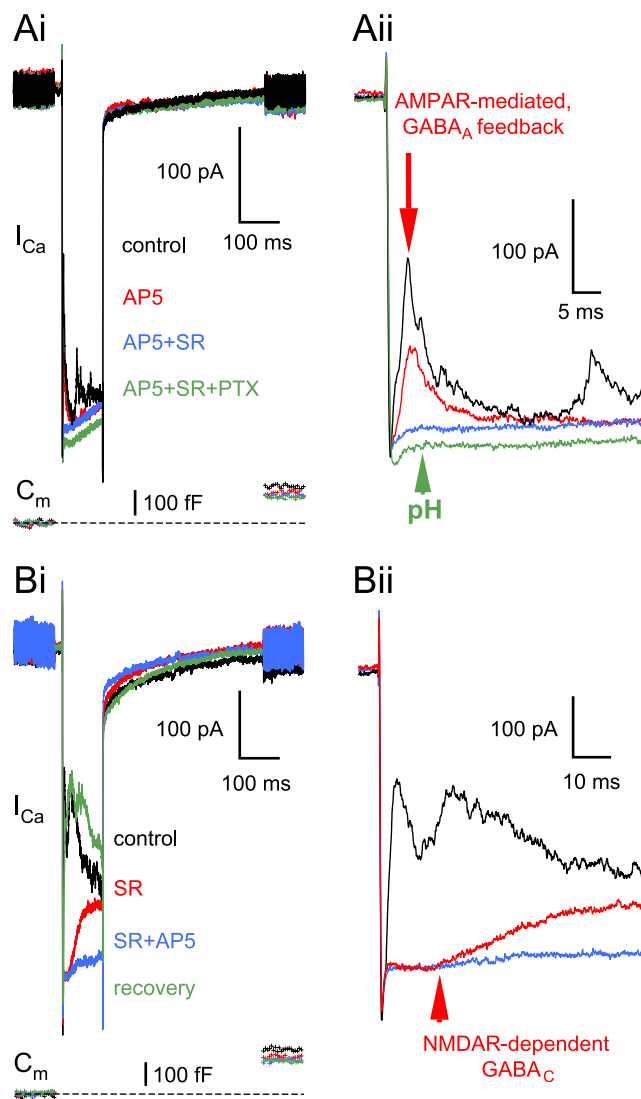 Ai
Aii
AMPAR-mediated,
GABA_A feedback
100 pA
100 ms
I_Ca
control
AP5
AP5+SR
AP5+SR+PTX
100 pA
5 ms
pH
C_m
100 fF
Bi
Bii
100 pA
100 ms
100 pA
10 ms
I_Ca
control
SR
SR+AP5
recovery
NMDAR-dependent
GABA_C
C_m
100 fF